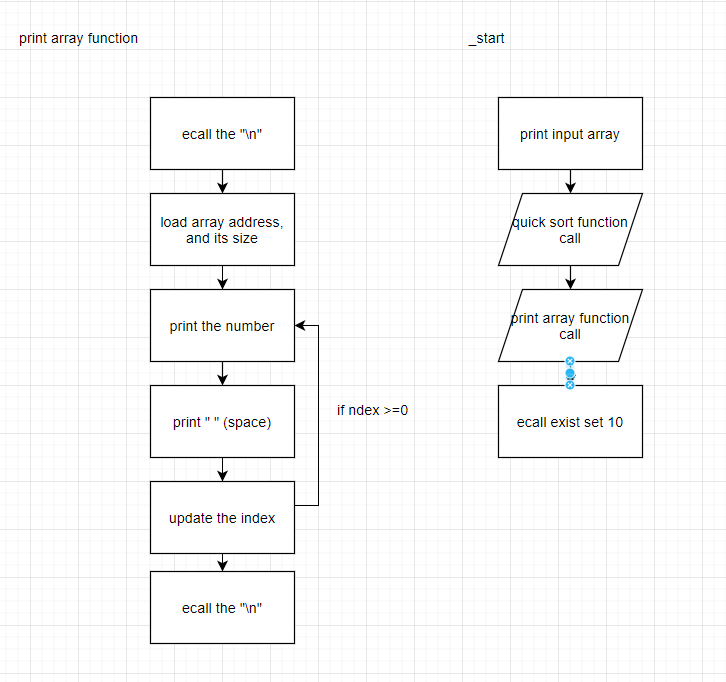 print array function
ecall the "\n"
load array address,
and its size
print the number
print " " (space)
if ndex >=0
update the index
ecall the "\n"
_start
print input array
quick sort function
call
print array function
call
ecall exist set 10